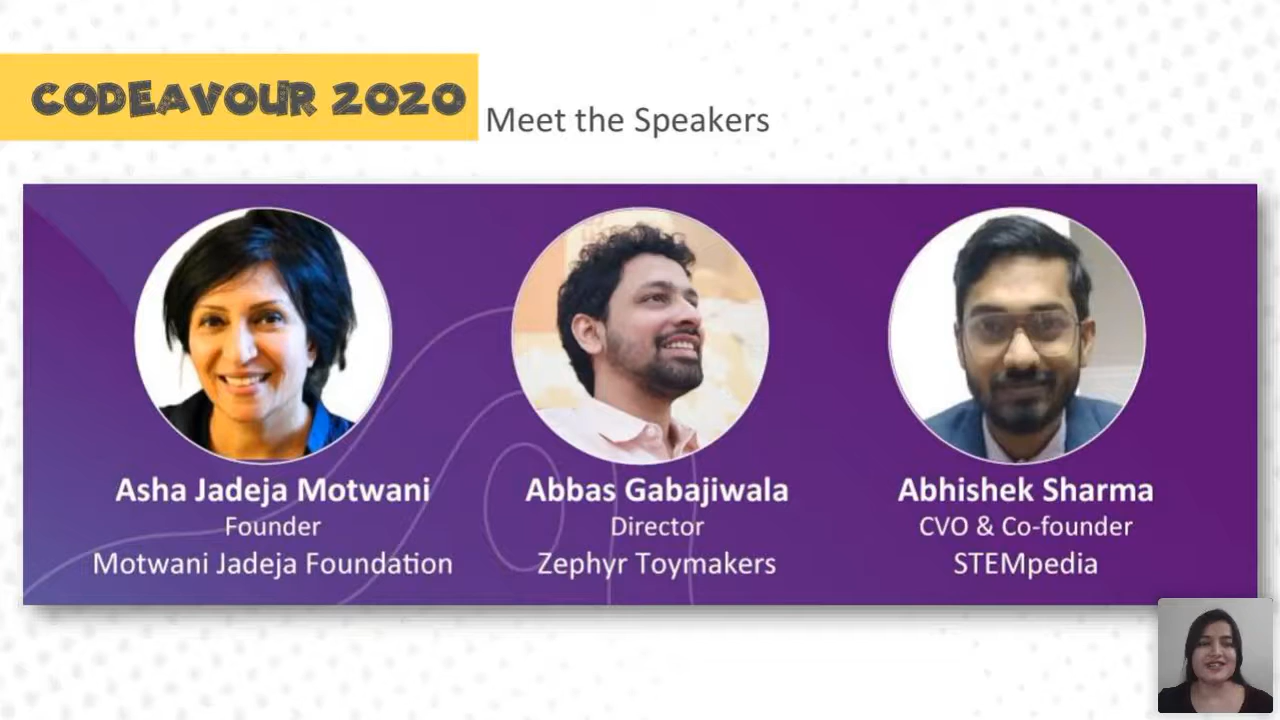 CODEAVOUR 2020
Meet the Speakers
Asha Jadeja Motwani
Founder
Motwani Jadeja Foundation
Abbas Gabajiwala
Director
Zephyr Toymakers
Abhishek Sharma
CVO & Co-founder
STEMpedia